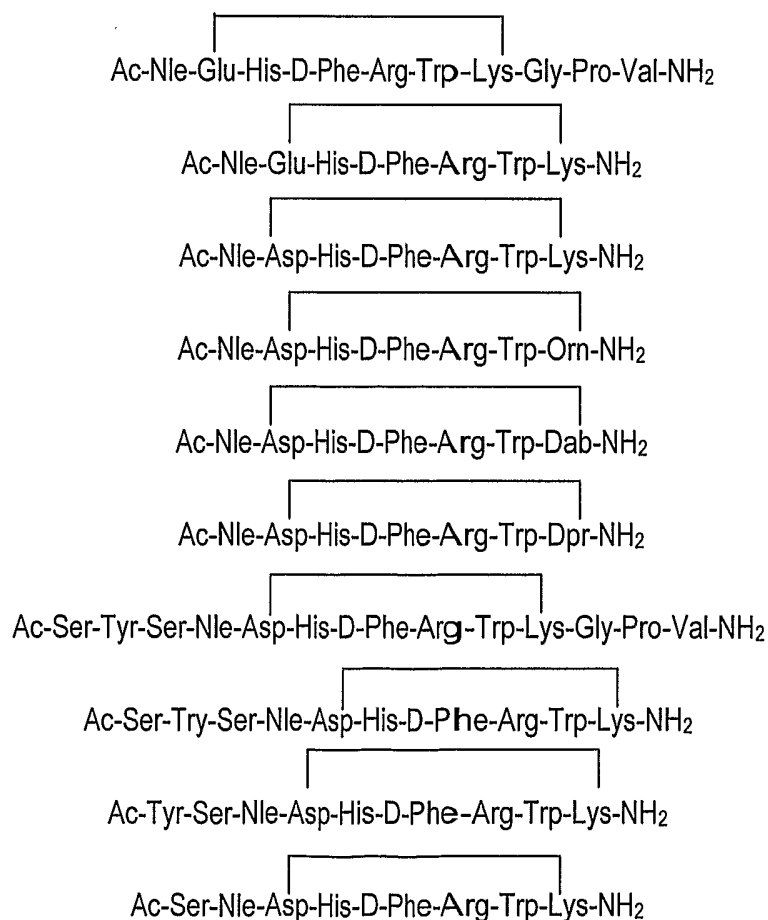 Ac-Nle-Glu-His-D-Phe-Arg-Trp-Lys-Gly-Pro-Val-NH2
Ac-Nle-Glu-His-D-Phe-Arg-Trp-Lys-NH2
Ac-Nle-Asp-His-D-Phe-Arg-Trp-Lys-NH2
Ac-Nle-Asp-His-D-Phe-Arg-Trp-Orn-NH2
Ac-Nle-Asp-His-D-Phe-Arg-Trp-Dab-NH2
Ac-Nle-Asp-His-D-Phe-Arg-Trp-Dpr-NH2
Ac-Ser-Tyr-Ser-Nle-Asp-His-D-Phe-Arg-Trp-Lys-Gly-Pro-Val-NH2
Ac-Ser-Try-Ser-Nle-Asp-His-D-Phe-Arg-Trp-Lys-NH2
Ac-Tyr-Ser-Nle-Asp-His-D-Phe-Arg-Trp-Lys-NH2
Ac-Ser-Nle-Asp-His-D-Phe-Arg-Trp-Lys-NH2